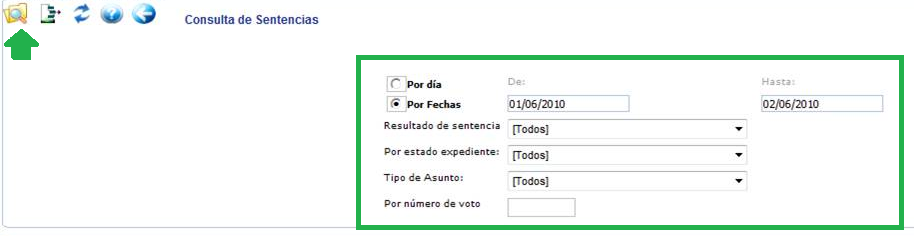 Consulta de Sentencias
Por día De: Hasta:
Por Fechas 01/06/2010 02/06/2010
Resultado de sentencia [Todos]
Por estado expediente: [Todos]
Tipo de Asunto: [Todos]
Por número de voto